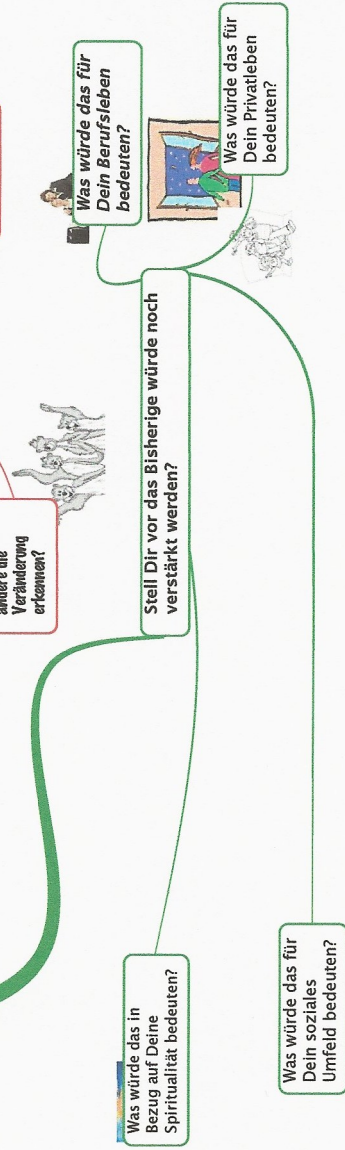 andere die
Veränderung
erkennen?
Stell Dir vor das Bisherige würde noch
verstärkt werden?
Was würde das für
Dein Berufsleben
bedeuten?
Was würde das für
Dein Privatleben
bedeuten?
Was würde das in
Bezug auf Deine
Spiritualität bedeuten?
Was würde das für
Dein soziales
Umfeld bedeuten?